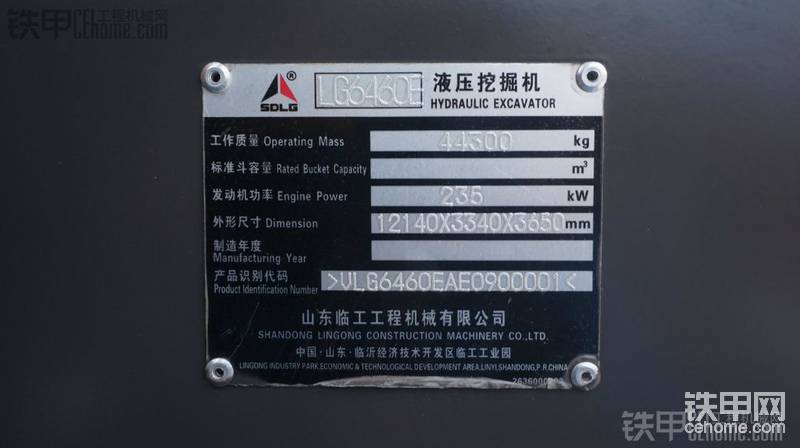 铁甲 工程机械网
CEhome.com
SDLG ® LG6460E 液压挖掘机
HYDRAULIC EXCAVATOR
工作质量 Operating Mass 44300 kg
标准斗容量 Rated Bucket Capacity m³
发动机功率 Engine Power 235 kW
外形尺寸 Dimension 12140X3340X3650 mm
制造年度
Manufacturing Year
产品识别代码
Product Identification Number >VLG6460EAE0900001<
山东临工工程机械有限公司
SHANDONG LINGONG CONSTRUCTION MACHINERY CO.,LTD.
中国·山东·临沂经济技术开发区临工工业园
LINGONG INDUSTRY PARK,ECONOMIC & TECHNOLOGICAL DEVELOPMENT AREA,LINYI,SHANDONG,P.R.CHINA
铁甲网
cehome.com